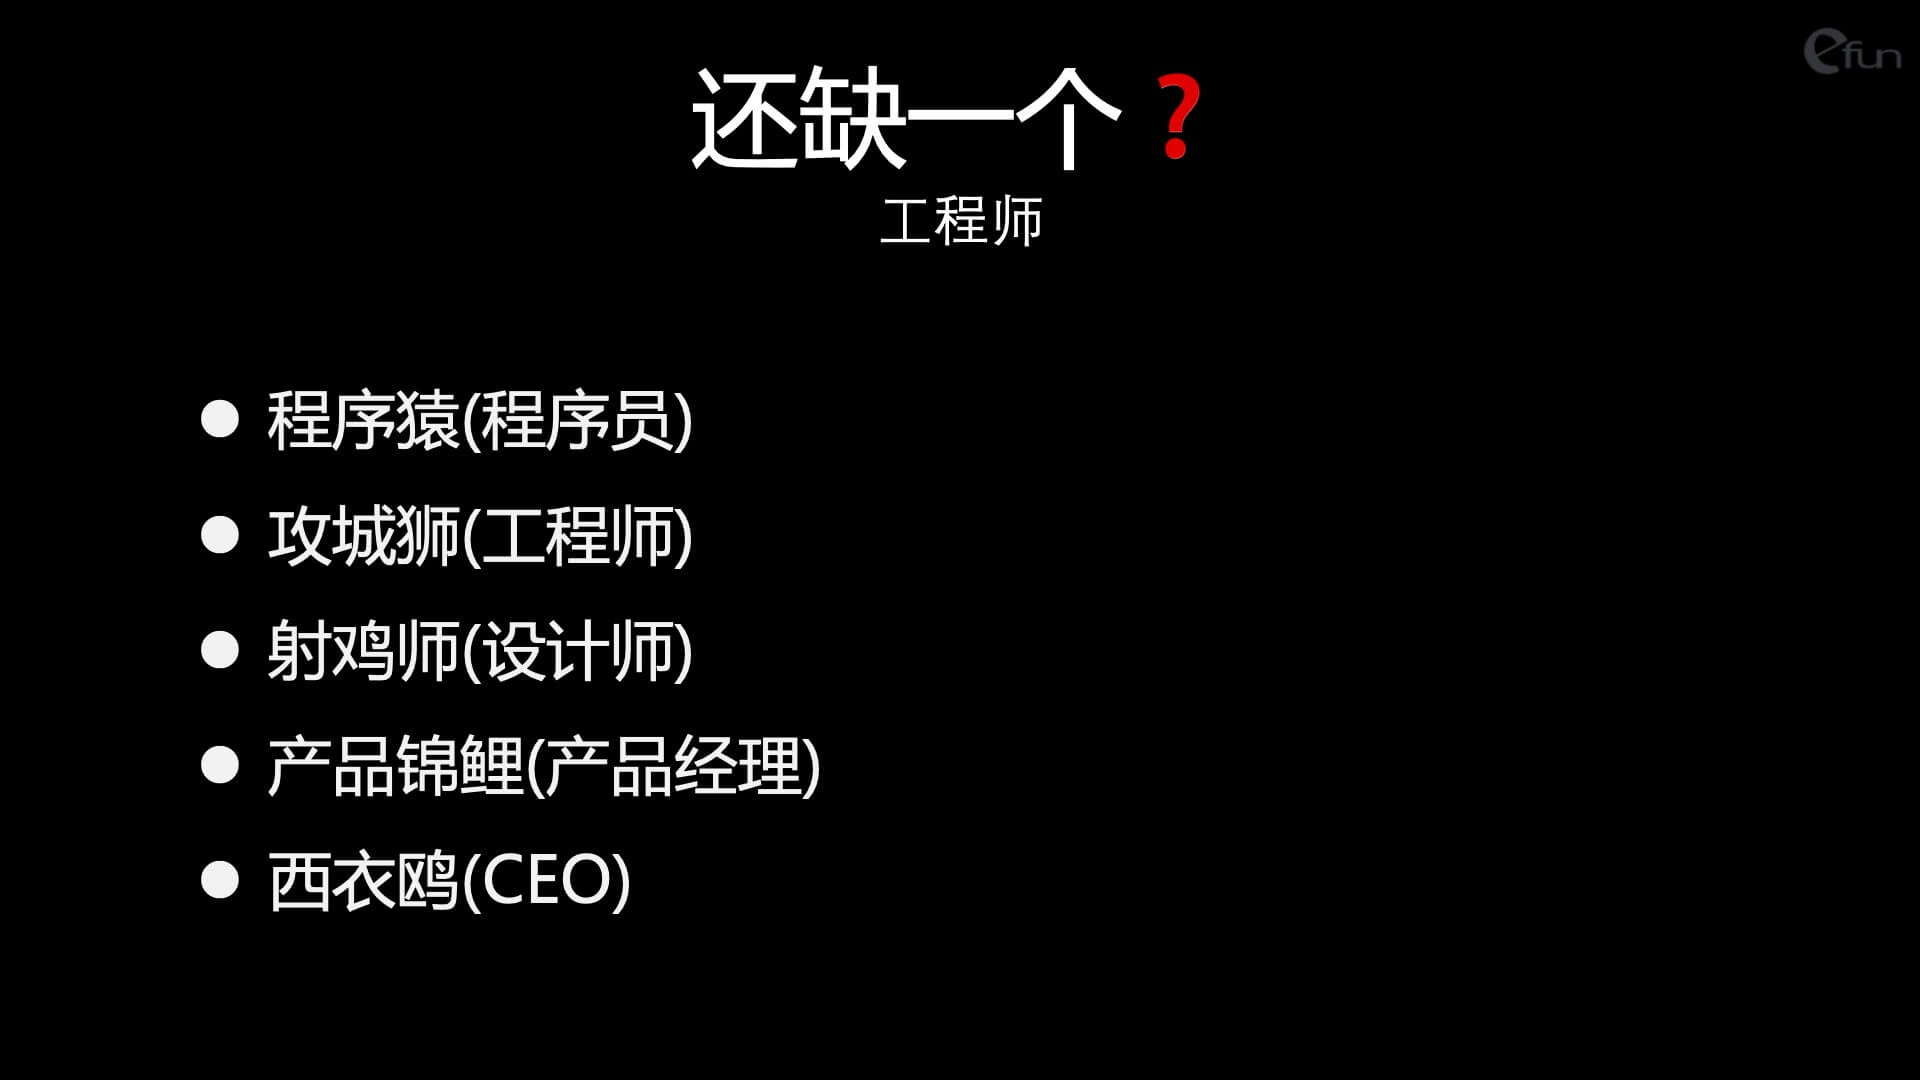 efun
还缺一个?
工程师
● 程序猿(程序员)
● 攻城狮(工程师)
● 射鸡师(设计师)
● 产品锦鲤(产品经理)
● 西衣鸥(CEO)